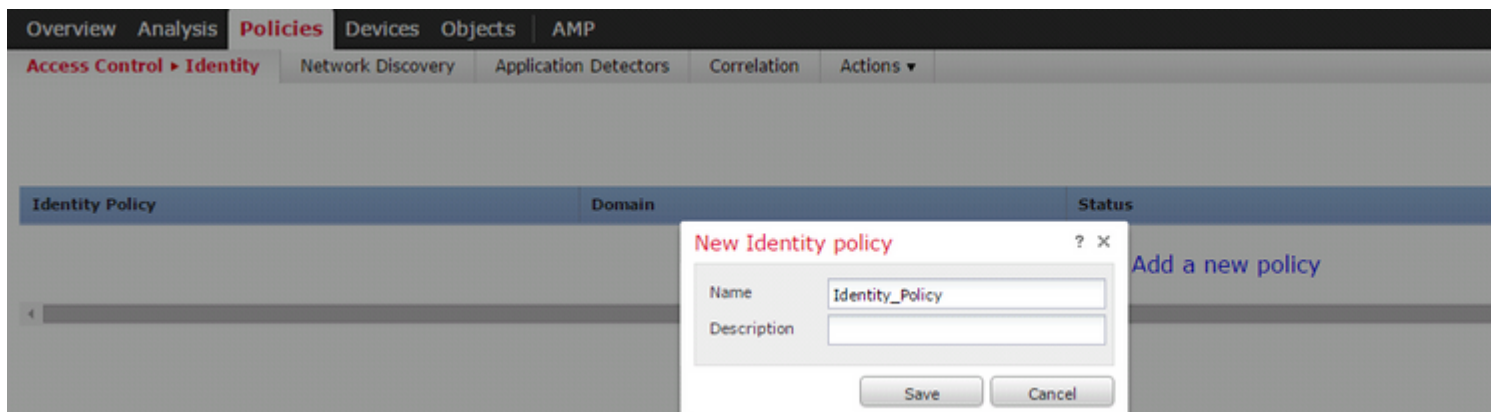 Overview Analysis Policies Devices Objects AMP
Access Control ▸ Identity Network Discovery Application Detectors Correlation Actions ▾
Identity Policy Domain Status
New Identity policy ? ×
Add a new policy
Name Identity_Policy
Description
Save Cancel